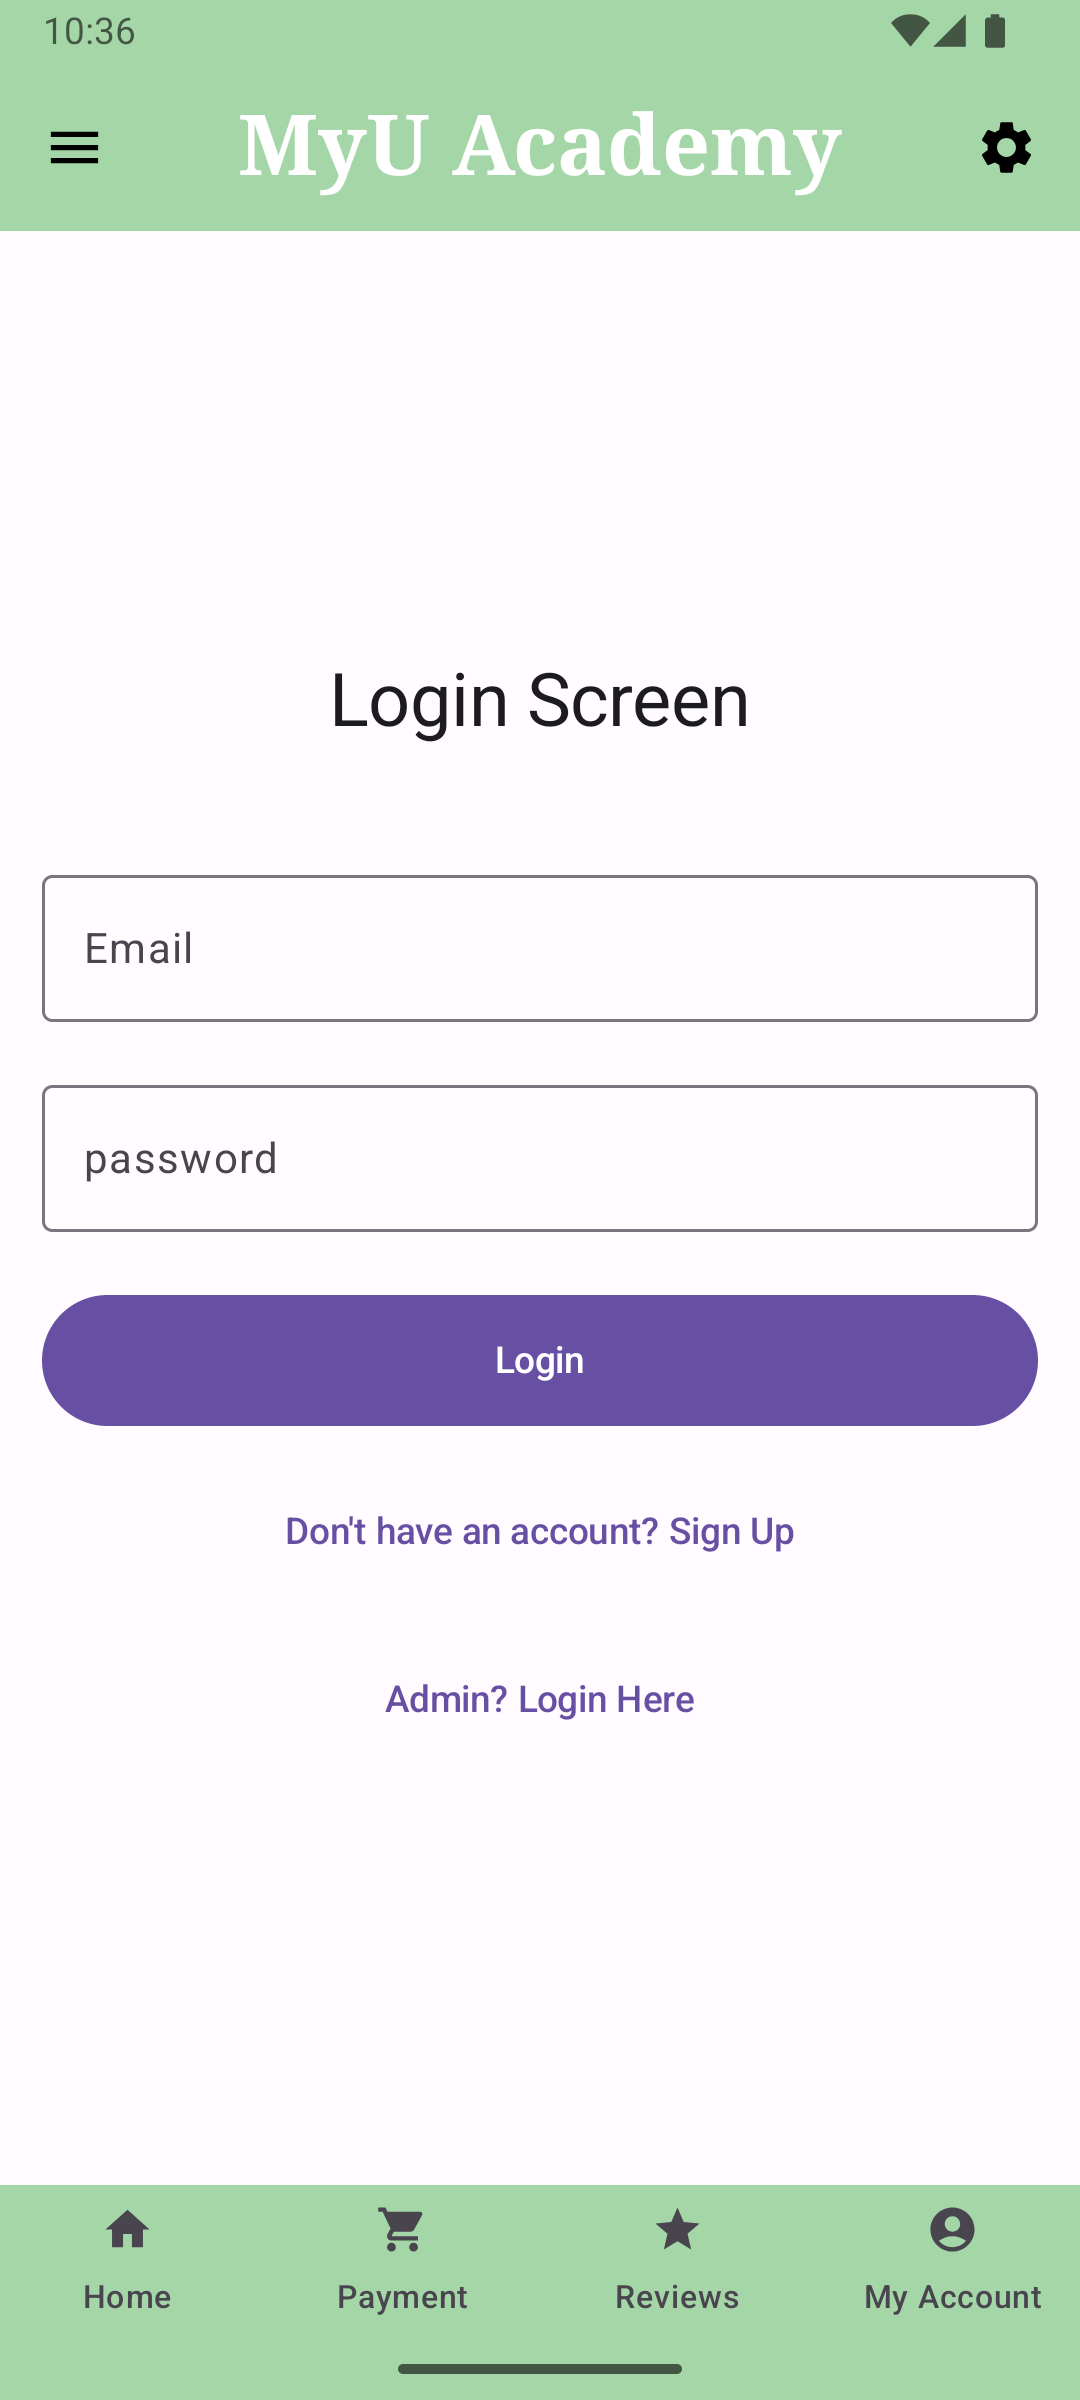 10:36
MyU Academy
Login Screen
Email
password
Login
Don't have an account? Sign Up
Admin? Login Here
Home
Payment
Reviews
My Account